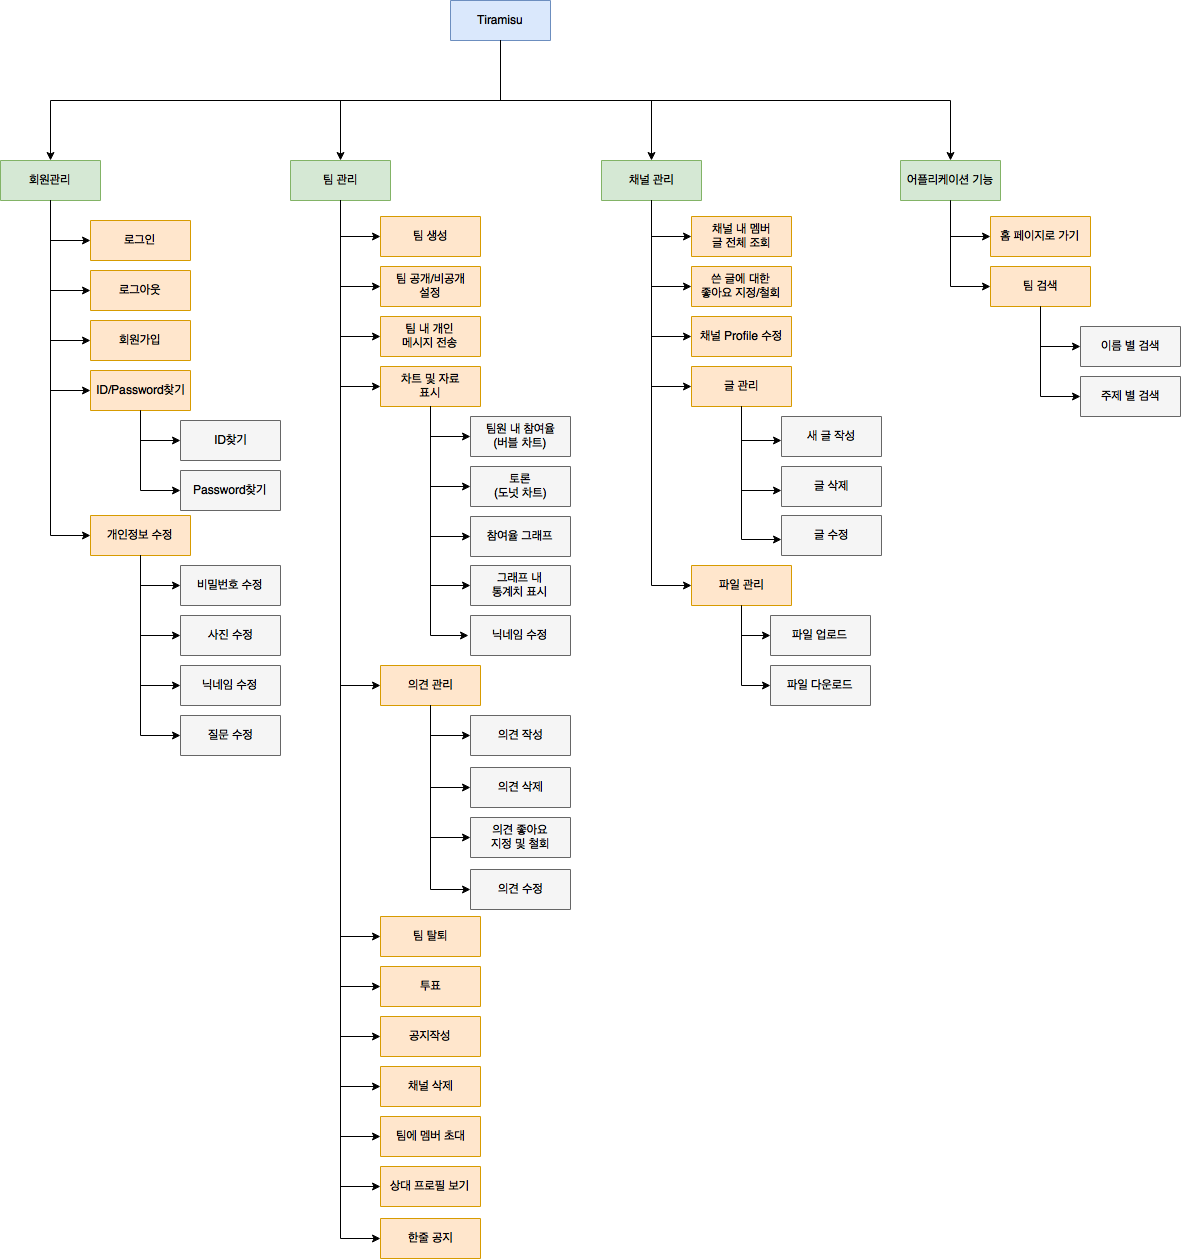 Tiramisu
회원관리
로그인
로그아웃
회원가입
ID/Password찾기
ID찾기
Password찾기
개인정보 수정
비밀번호 수정
사진 수정
닉네임 수정
질문 수정
팀 관리
팀 생성
팀 공개/비공개
설정
팀 내 개인
메시지 전송
차트 및 자료
표시
팀원 내 참여율
(버블 차트)
토론
(도넛 차트)
참여율 그래프
그래프 내
통계치 표시
닉네임 수정
의견 관리
의견 작성
의견 삭제
의견 좋아요
지정 및 철회
의견 수정
팀 탈퇴
투표
공지작성
채널 삭제
팀에 멤버 초대
상대 프로필 보기
한줄 공지
채널 관리
채널 내 멤버
글 전체 조회
쓴 글에 대한
좋아요 지정/철회
채널 Profile 수정
글 관리
새 글 작성
글 삭제
글 수정
파일 관리
파일 업로드
파일 다운로드
어플리케이션 기능
홈 페이지로 가기
팀 검색
이름 별 검색
주제 별 검색